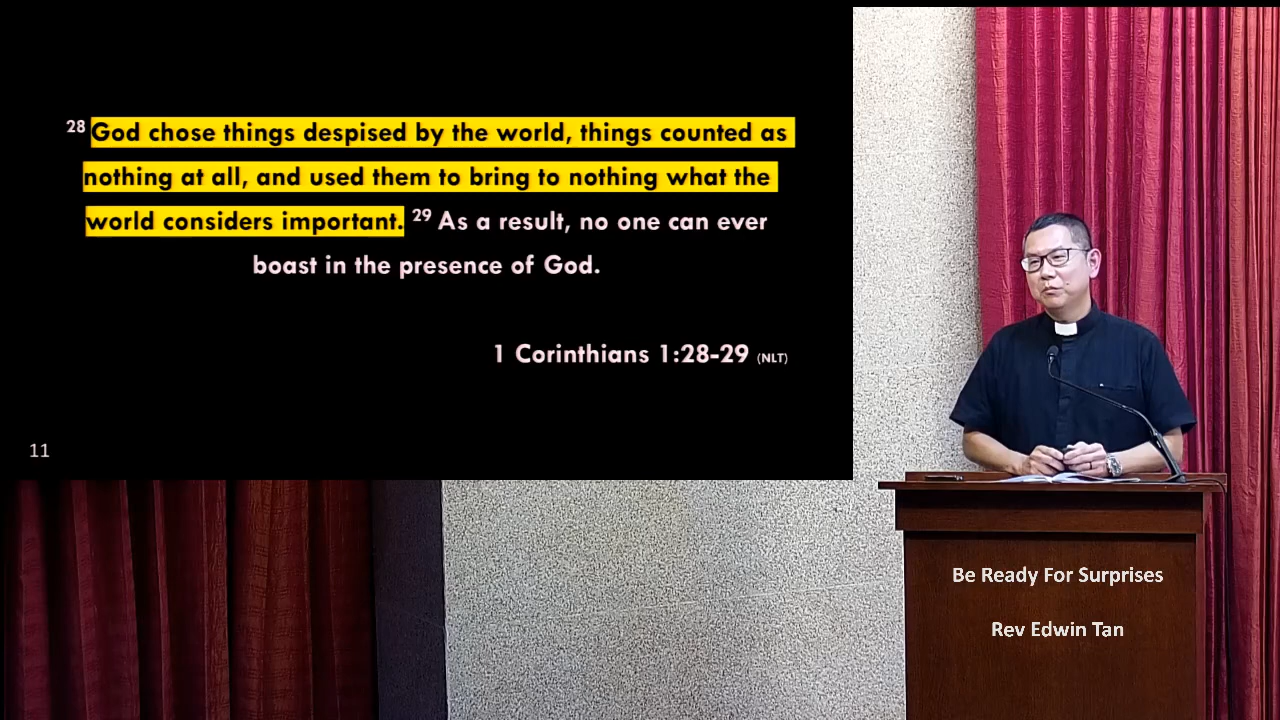 28 God chose things despised by the world, things counted as
nothing at all, and used them to bring to nothing what the
world considers important. 29 As a result, no one can ever
boast in the presence of God.
1 Corinthians 1:28-29 (NLT)
11
Be Ready For Surprises
Rev Edwin Tan